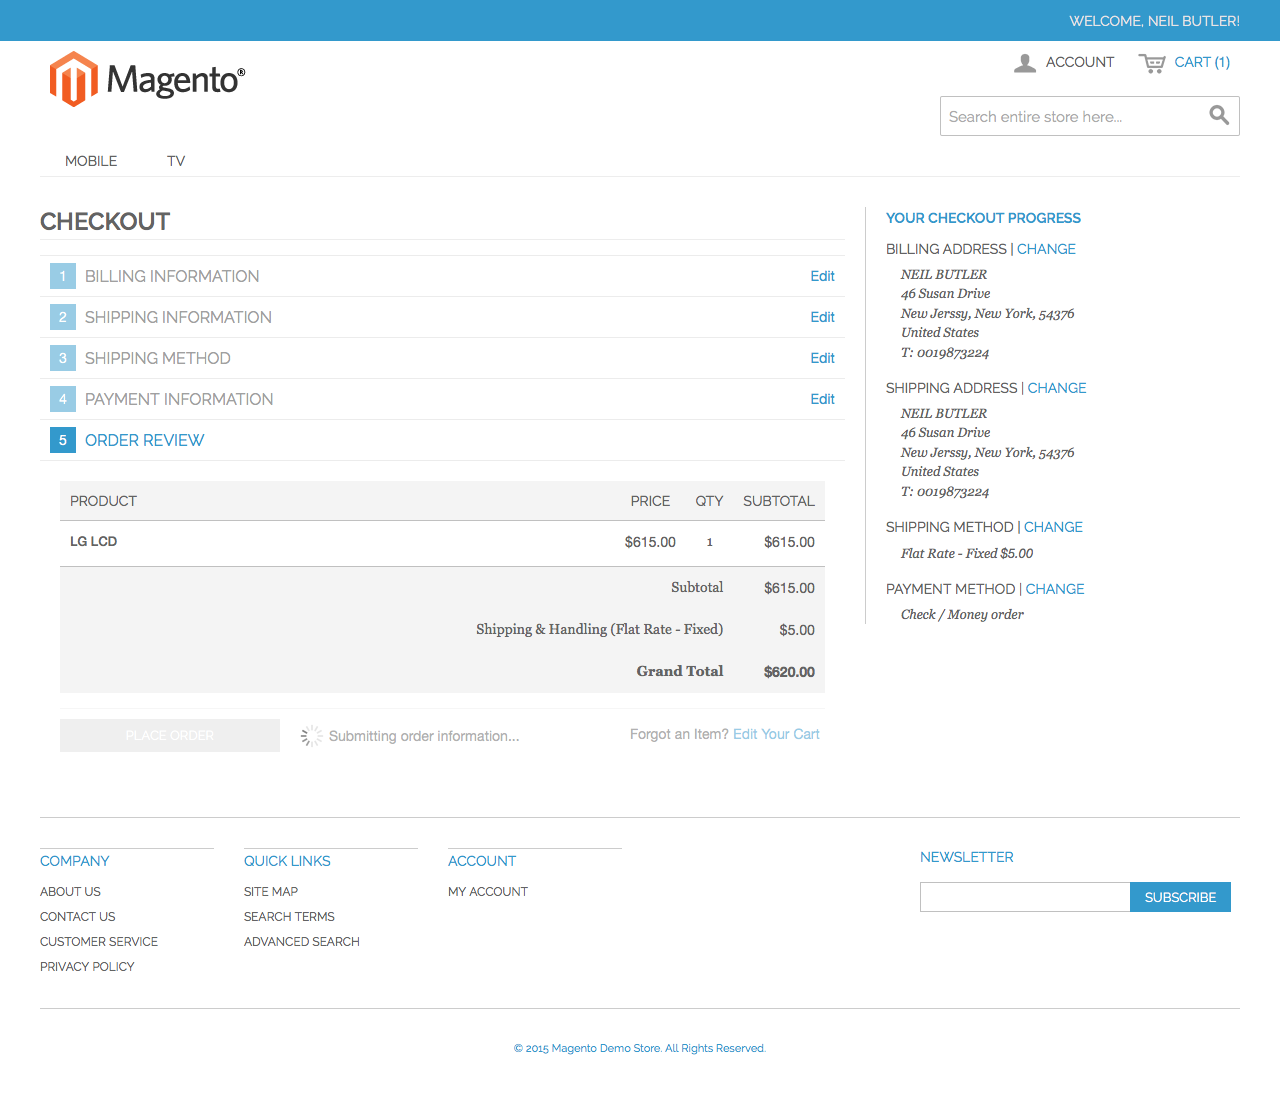 WELCOME, NEIL BUTLER!
Magento®
ACCOUNT
CART (1)
Search entire store here...
MOBILE
TV
CHECKOUT
1 BILLING INFORMATION Edit
2 SHIPPING INFORMATION Edit
3 SHIPPING METHOD Edit
4 PAYMENT INFORMATION Edit
5 ORDER REVIEW
PRODUCT PRICE QTY SUBTOTAL
LG LCD $615.00 1 $615.00
Subtotal $615.00
Shipping & Handling (Flat Rate - Fixed) $5.00
Grand Total $620.00
PLACE ORDER
Submitting order information...
Forgot an Item? Edit Your Cart
YOUR CHECKOUT PROGRESS
BILLING ADDRESS | CHANGE
NEIL BUTLER
46 Susan Drive
New Jerssy, New York, 54376
United States
T: 0019873224
SHIPPING ADDRESS | CHANGE
NEIL BUTLER
46 Susan Drive
New Jerssy, New York, 54376
United States
T: 0019873224
SHIPPING METHOD | CHANGE
Flat Rate - Fixed $5.00
PAYMENT METHOD | CHANGE
Check / Money order
COMPANY
ABOUT US
CONTACT US
CUSTOMER SERVICE
PRIVACY POLICY
QUICK LINKS
SITE MAP
SEARCH TERMS
ADVANCED SEARCH
ACCOUNT
MY ACCOUNT
NEWSLETTER
SUBSCRIBE
© 2015 Magento Demo Store. All Rights Reserved.